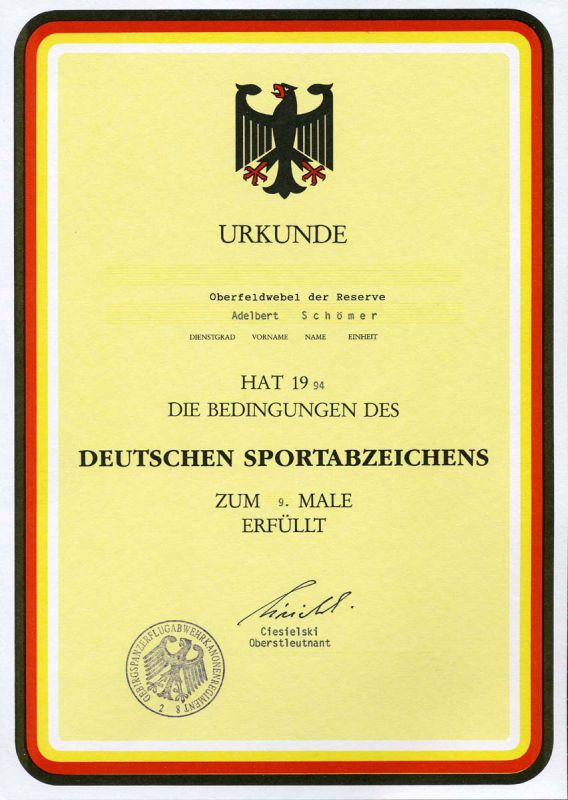 URKUNDE
Oberfeldwebel der Reserve
Adelbert Schömer
DIENSTGRAD VORNAME NAME EINHEIT
HAT 19 94
DIE BEDINGUNGEN DES
DEUTSCHEN SPORTABZEICHENS
ZUM 9. MALE
ERFÜLLT
Ciesielski
Oberstleutnant
GEBIRGSPANZERFLUGABWEHRKANONENREGIMENT
2 8